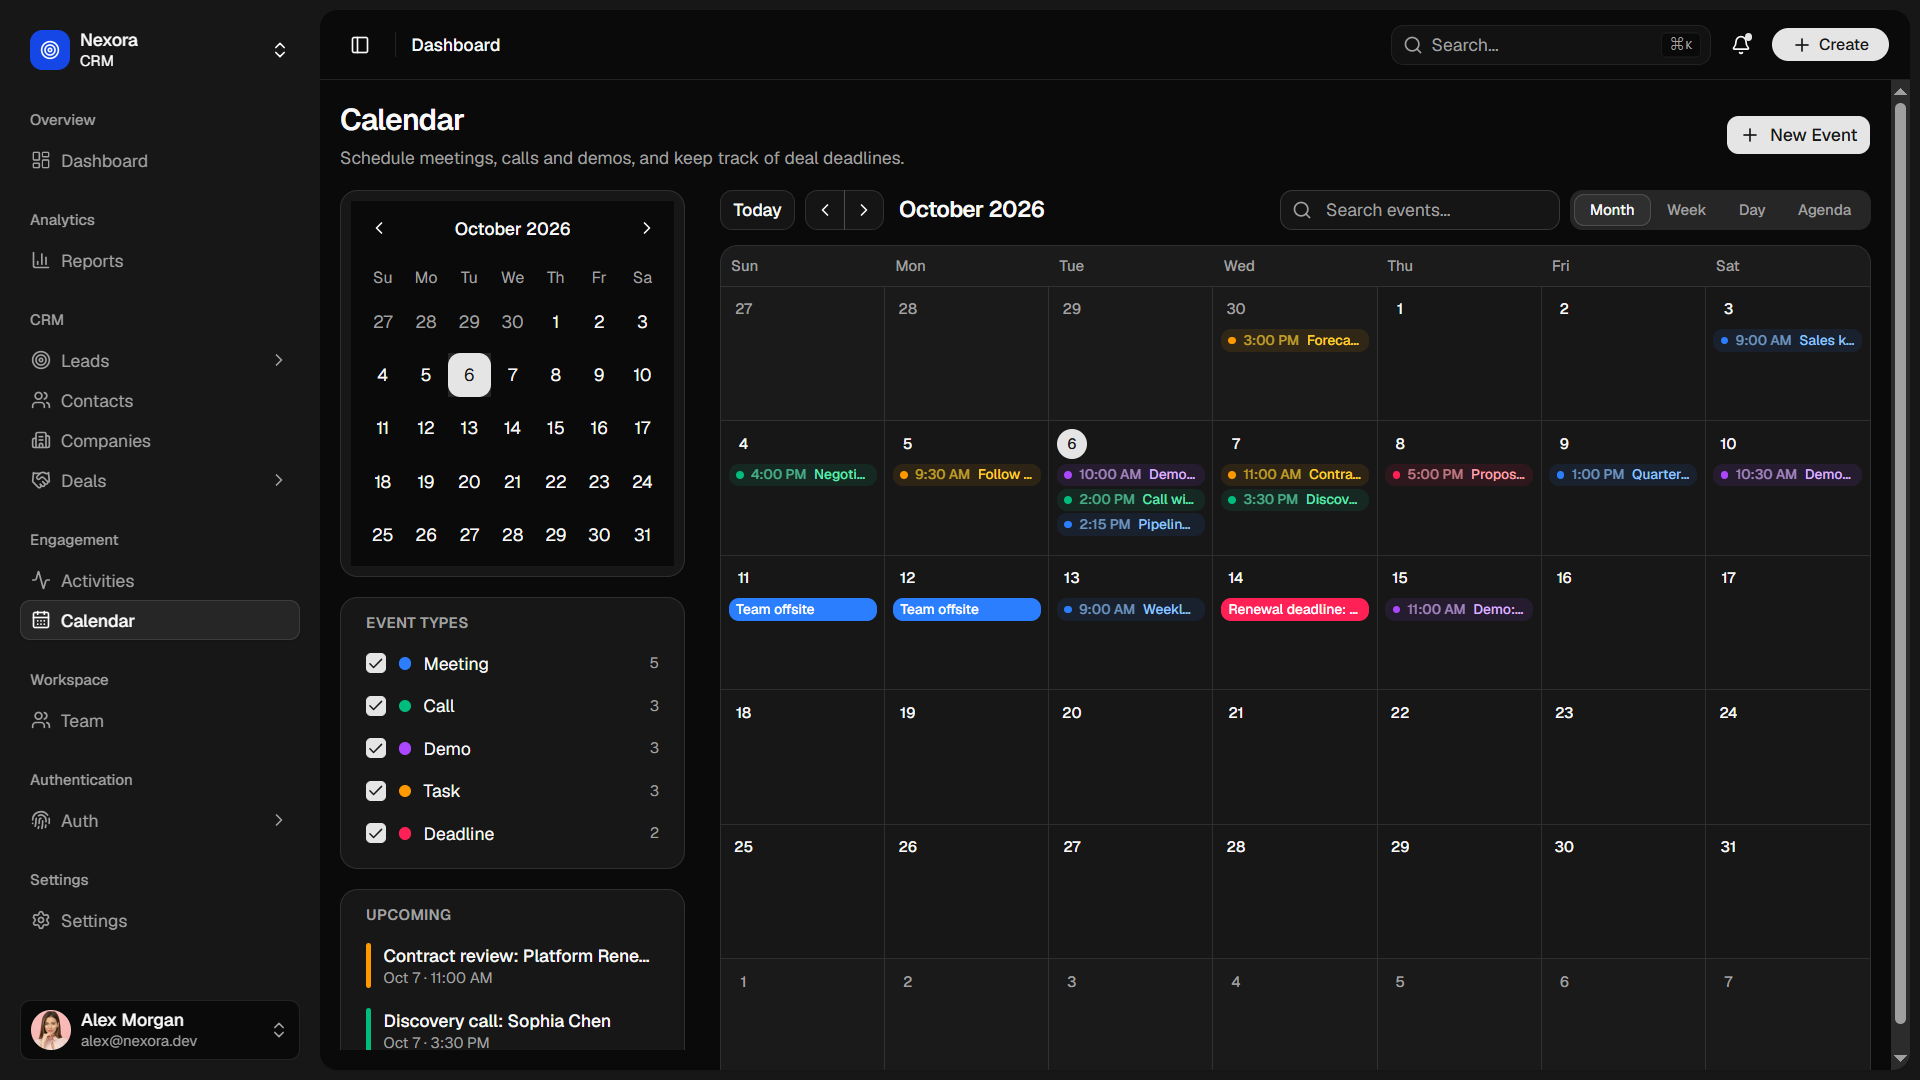 Nexora
CRM
Overview
Dashboard
Analytics
Reports
CRM
Leads
Contacts
Companies
Deals
Engagement
Activities
Calendar
Workspace
Team
Authentication
Auth
Settings
Settings
Alex Morgan
alex@nexora.dev
Dashboard
Search...
⌘K
Create
Calendar
Schedule meetings, calls and demos, and keep track of deal deadlines.
New Event
October 2026
Su Mo Tu We Th Fr Sa
27 28 29 30 1 2 3
4 5 6 7 8 9 10
11 12 13 14 15 16 17
18 19 20 21 22 23 24
25 26 27 28 29 30 31
EVENT TYPES
Meeting 5
Call 3
Demo 3
Task 3
Deadline 2
UPCOMING
Contract review: Platform Rene...
Oct 7 · 11:00 AM
Discovery call: Sophia Chen
Oct 7 · 3:30 PM
Today
October 2026
Search events...
Month Week Day Agenda
Sun Mon Tue Wed Thu Fri Sat
27 28 29 30 1 2 3
3:00 PM Foreca...
9:00 AM Sales k...
4 5 6 7 8 9 10
4:00 PM Negoti...
9:30 AM Follow ...
10:00 AM Demo...
2:00 PM Call wi...
2:15 PM Pipelin...
11:00 AM Contra...
3:30 PM Discov...
5:00 PM Propos...
1:00 PM Quarter...
10:30 AM Demo...
11 12 13 14 15 16 17
Team offsite
Team offsite
9:00 AM Weekl...
Renewal deadline: ...
11:00 AM Demo:...
18 19 20 21 22 23 24
25 26 27 28 29 30 31
1 2 3 4 5 6 7